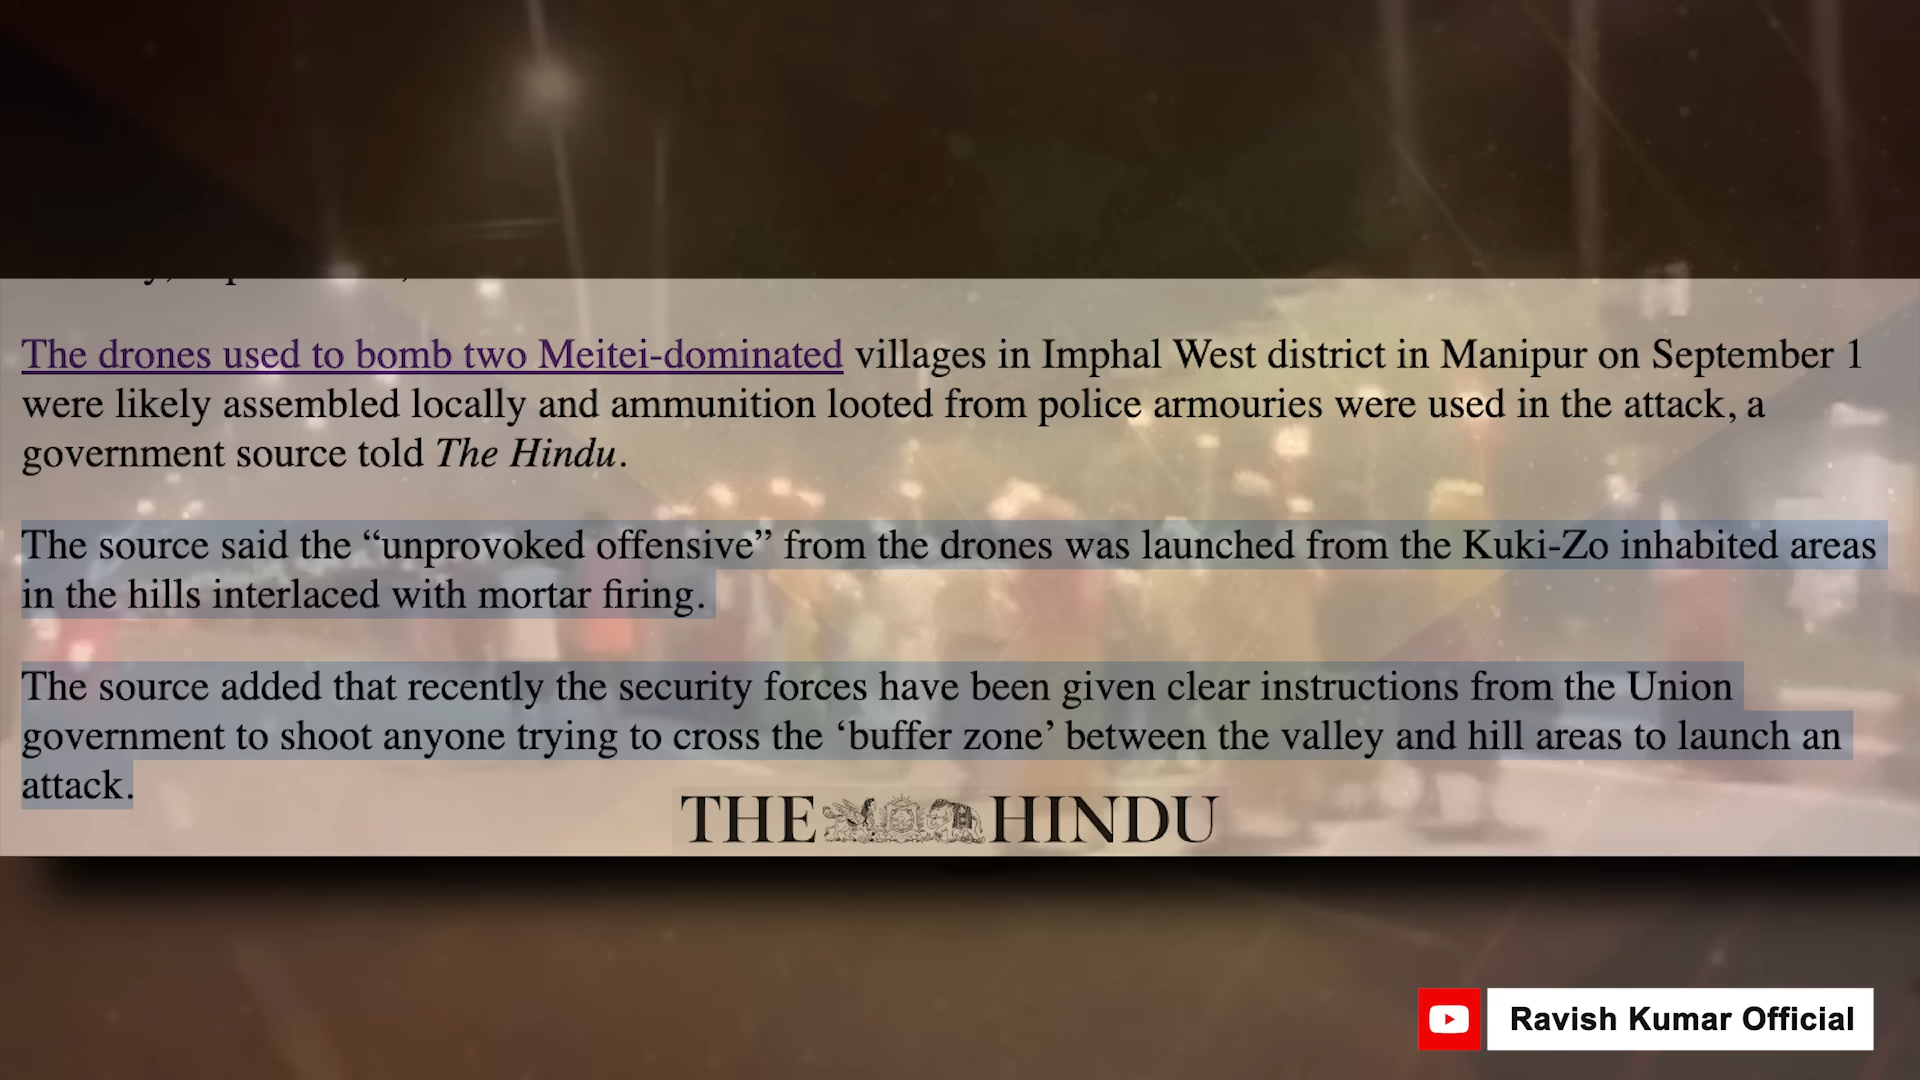 The drones used to bomb two Meitei-dominated villages in Imphal West district in Manipur on September 1
were likely assembled locally and ammunition looted from police armouries were used in the attack, a
government source told The Hindu.
The source said the “unprovoked offensive” from the drones was launched from the Kuki-Zo inhabited areas
in the hills interlaced with mortar firing.
The source added that recently the security forces have been given clear instructions from the Union
government to shoot anyone trying to cross the ‘buffer zone’ between the valley and hill areas to launch an
attack.
THE HINDU
Ravish Kumar Official